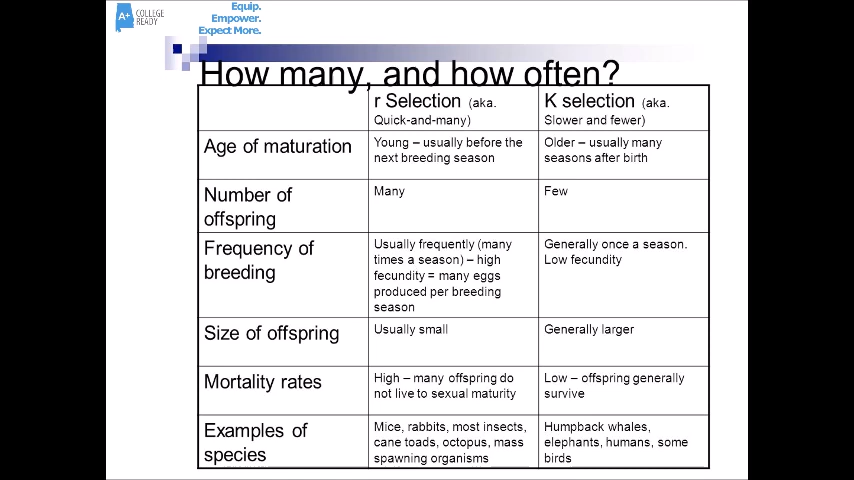 A+ COLLEGE
READY
Equip.
Empower.
Expect More.
How many, and how often?
r Selection (aka.
Quick-and-many)
K selection (aka.
Slower and fewer)
Age of maturation
Young – usually before the
next breeding season
Older – usually many
seasons after birth
Number of
offspring
Many
Few
Frequency of
breeding
Usually frequently (many
times a season) – high
fecundity = many eggs
produced per breeding
season
Generally once a season.
Low fecundity
Size of offspring
Usually small
Generally larger
Mortality rates
High – many offspring do
not live to sexual maturity
Low – offspring generally
survive
Examples of
species
Mice, rabbits, most insects,
cane toads, octopus, mass
spawning organisms
Humpback whales,
elephants, humans, some
birds